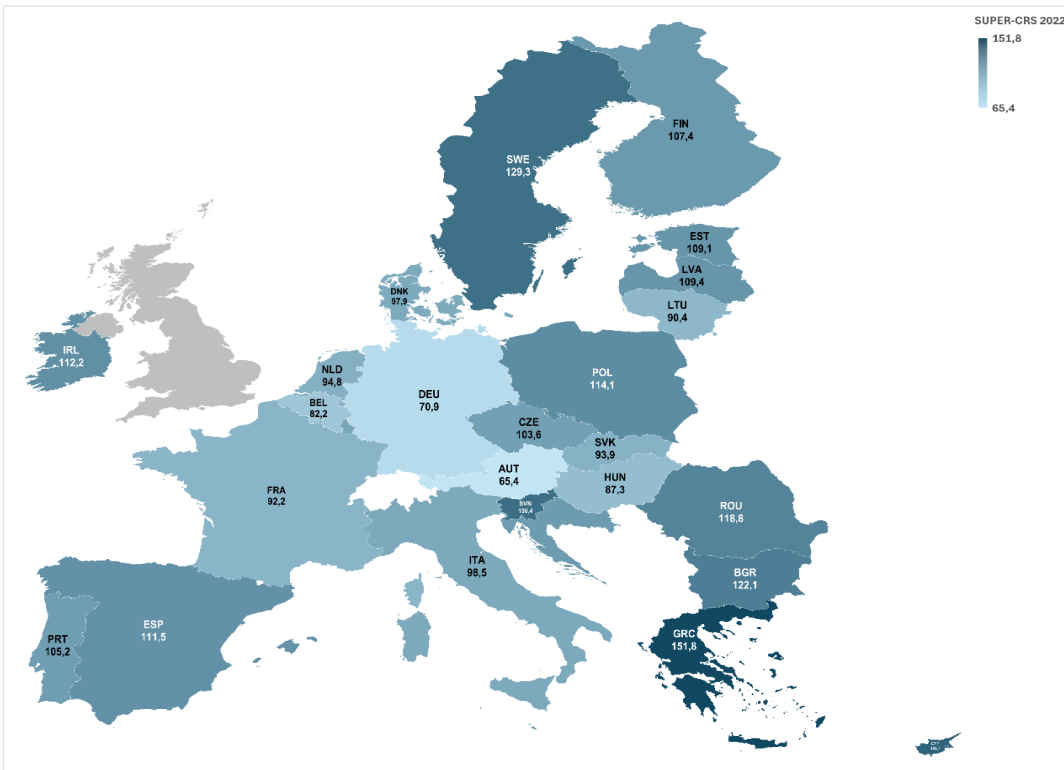 SUPER-CRS 2022
151,8
65,4
FIN
107,4
SWE
129,3
EST
109,1
LVA
109,4
LTU
90,4
DNK
97,9
IRL
112,2
NLD
94,8
BEL
82,2
DEU
70,9
POL
114,1
CZE
103,6
SVK
93,9
AUT
65,4
HUN
87,3
FRA
92,2
SVN
130,4
ROU
118,8
ITA
98,5
BGR
122,1
PRT
105,2
ESP
111,5
GRC
151,8